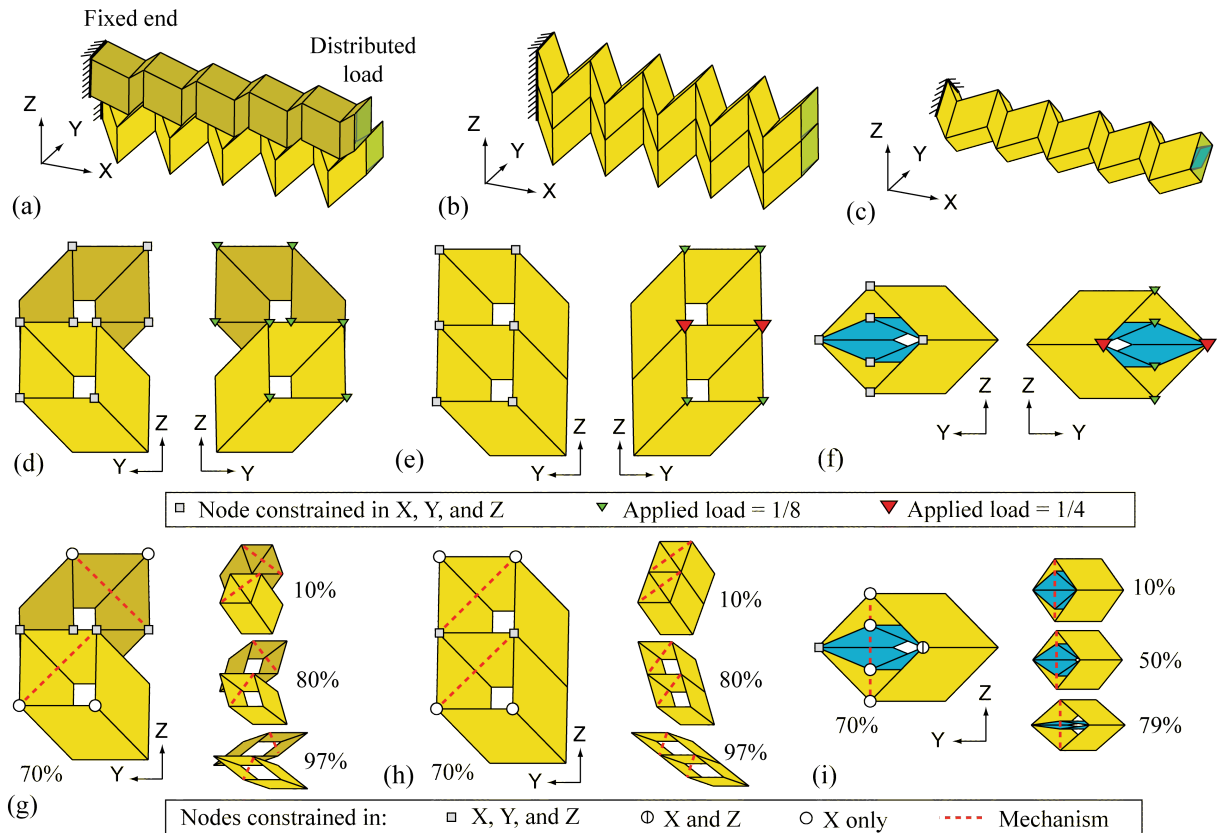 Fixed end
Distributed
load
Z
Y
X
(a)
Z
Y
X
(b)
Z
Y
X
(c)
Z
Y
(d)
Z
Y
Z
Y
(e)
Z
Y
Z
Y
(f)
Z
Y
Node constrained in X, Y, and Z
Applied load = 1/8
Applied load = 1/4
10%
80%
97%
70%
Z
Y
(g)
10%
80%
97%
70%
Z
Y
(h)
10%
50%
79%
70%
Z
Y
(i)
Nodes constrained in:
X, Y, and Z
X and Z
X only
Mechanism